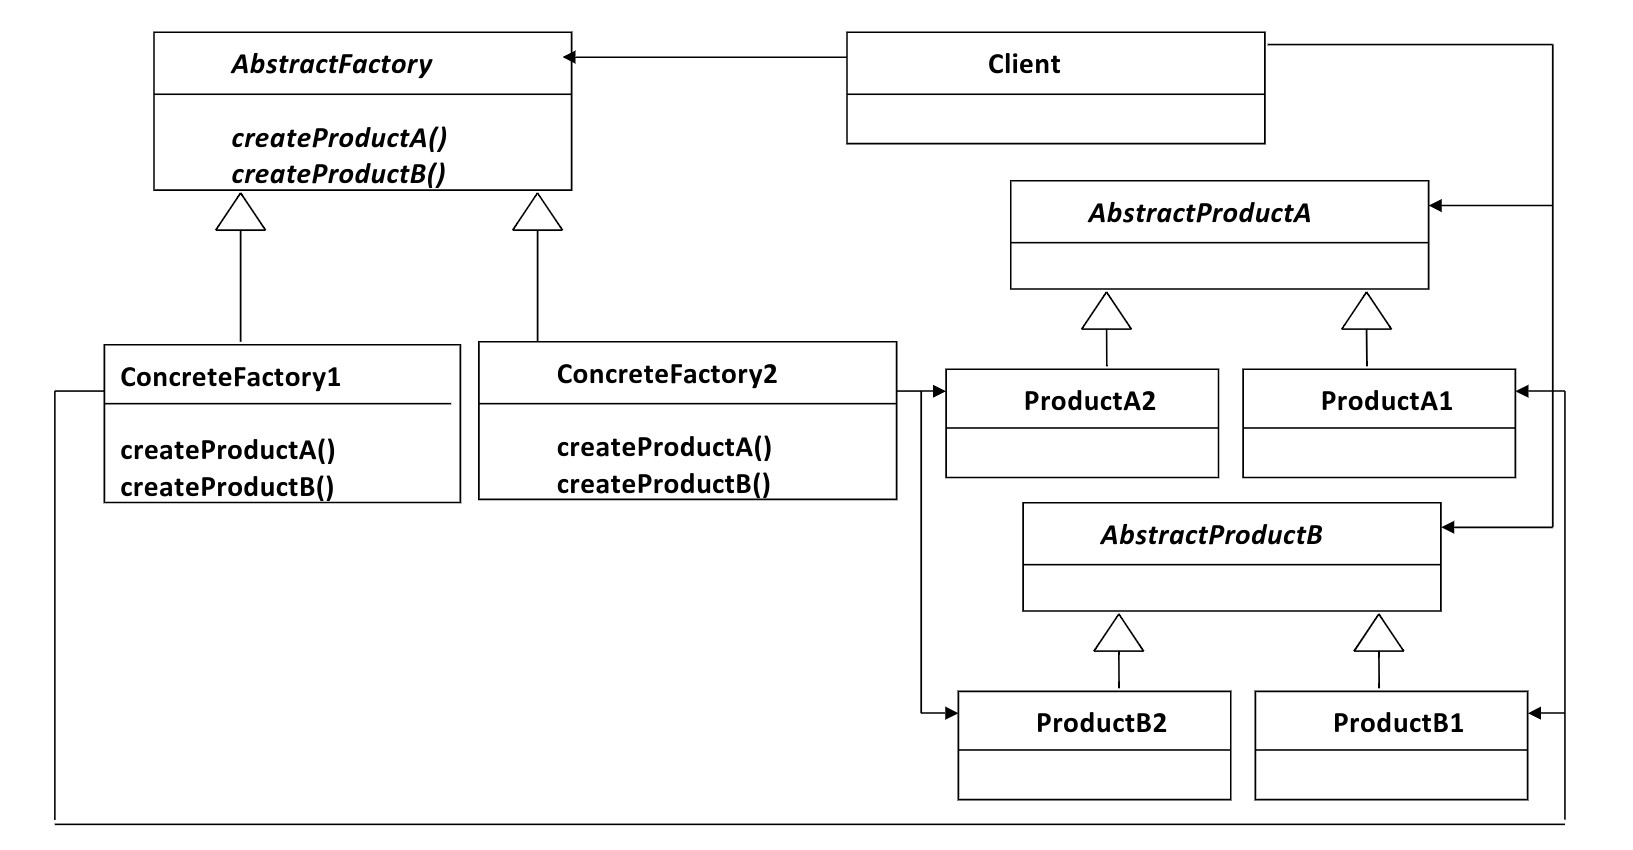 AbstractFactory
createProductA()
createProductB()
Client
AbstractProductA
ConcreteFactory1
createProductA()
createProductB()
ConcreteFactory2
createProductA()
createProductB()
ProductA2
ProductA1
AbstractProductB
ProductB2
ProductB1